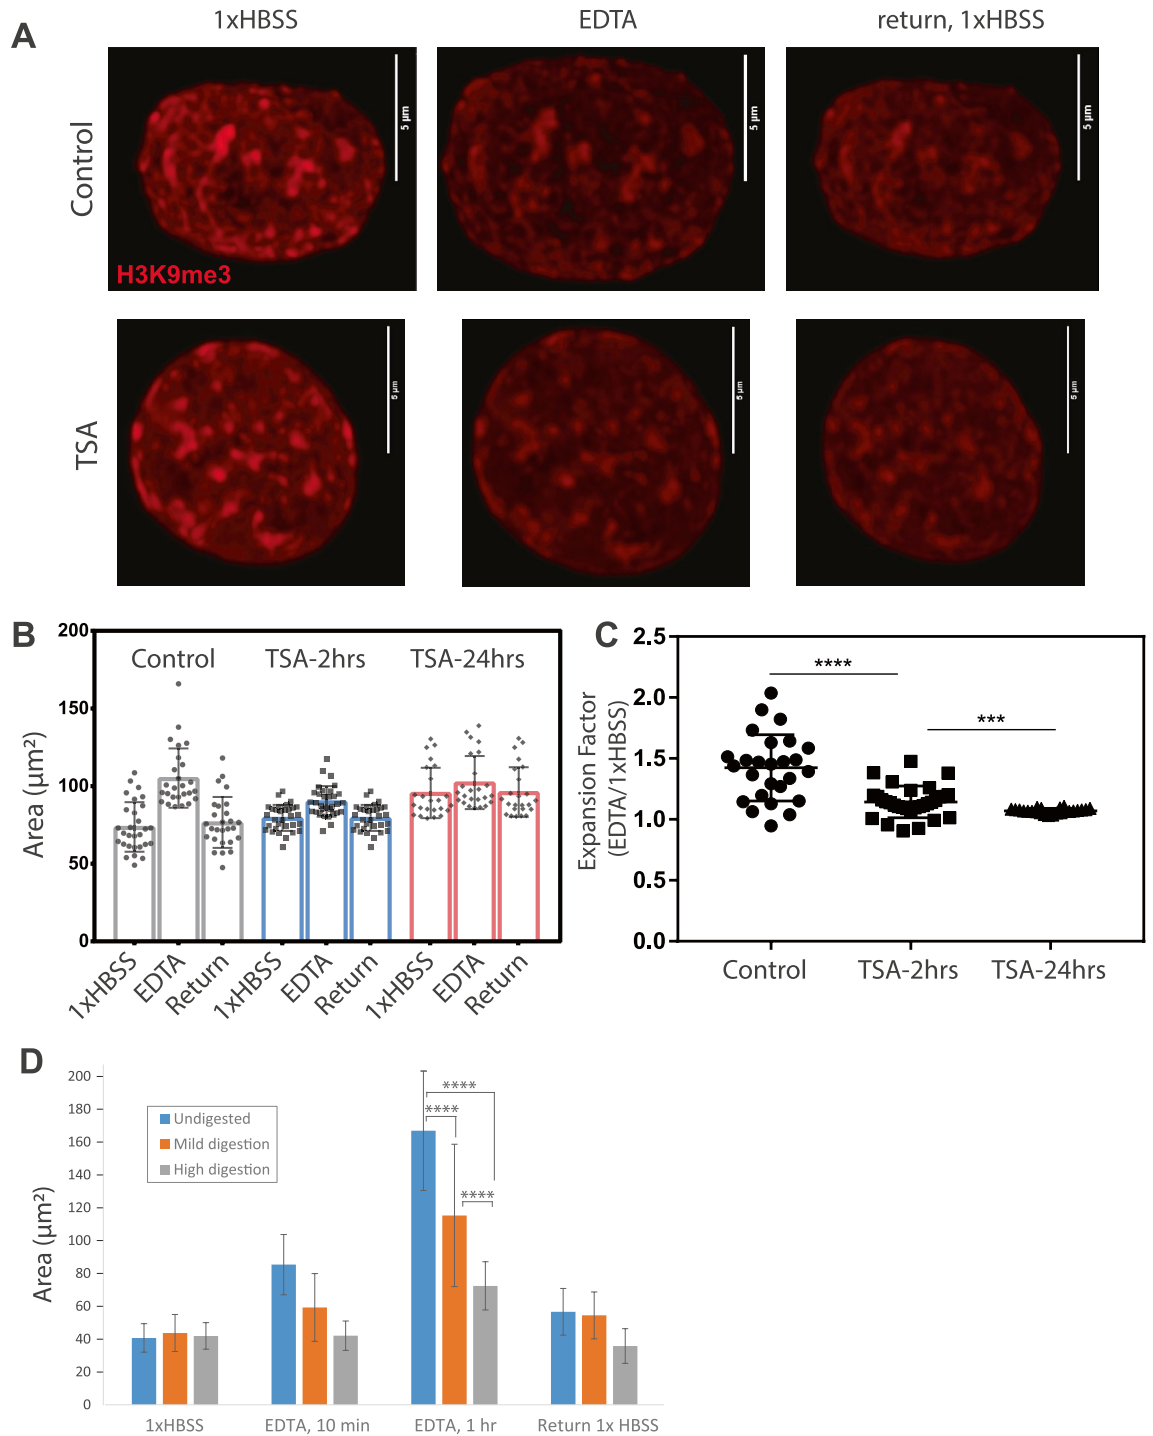 A
1xHBSS
EDTA
return, 1xHBSS
Control
5 µm
5 µm
5 µm
H3K9me3
TSA
5 µm
5 µm
5 µm
B
Area (µm²)
200
150
100
50
0
Control
TSA-2hrs
TSA-24hrs
1xHBSS
EDTA
Return
1xHBSS
EDTA
Return
1xHBSS
EDTA
Return
C
Expansion Factor
(EDTA/1xHBSS)
2.5
2.0
1.5
1.0
0.5
0.0
****
***
Control
TSA-2hrs
TSA-24hrs
D
Area (µm²)
200
180
160
140
120
100
80
60
40
20
0
Undigested
Mild digestion
High digestion
****
****
****
1xHBSS
EDTA, 10 min
EDTA, 1 hr
Return 1x HBSS